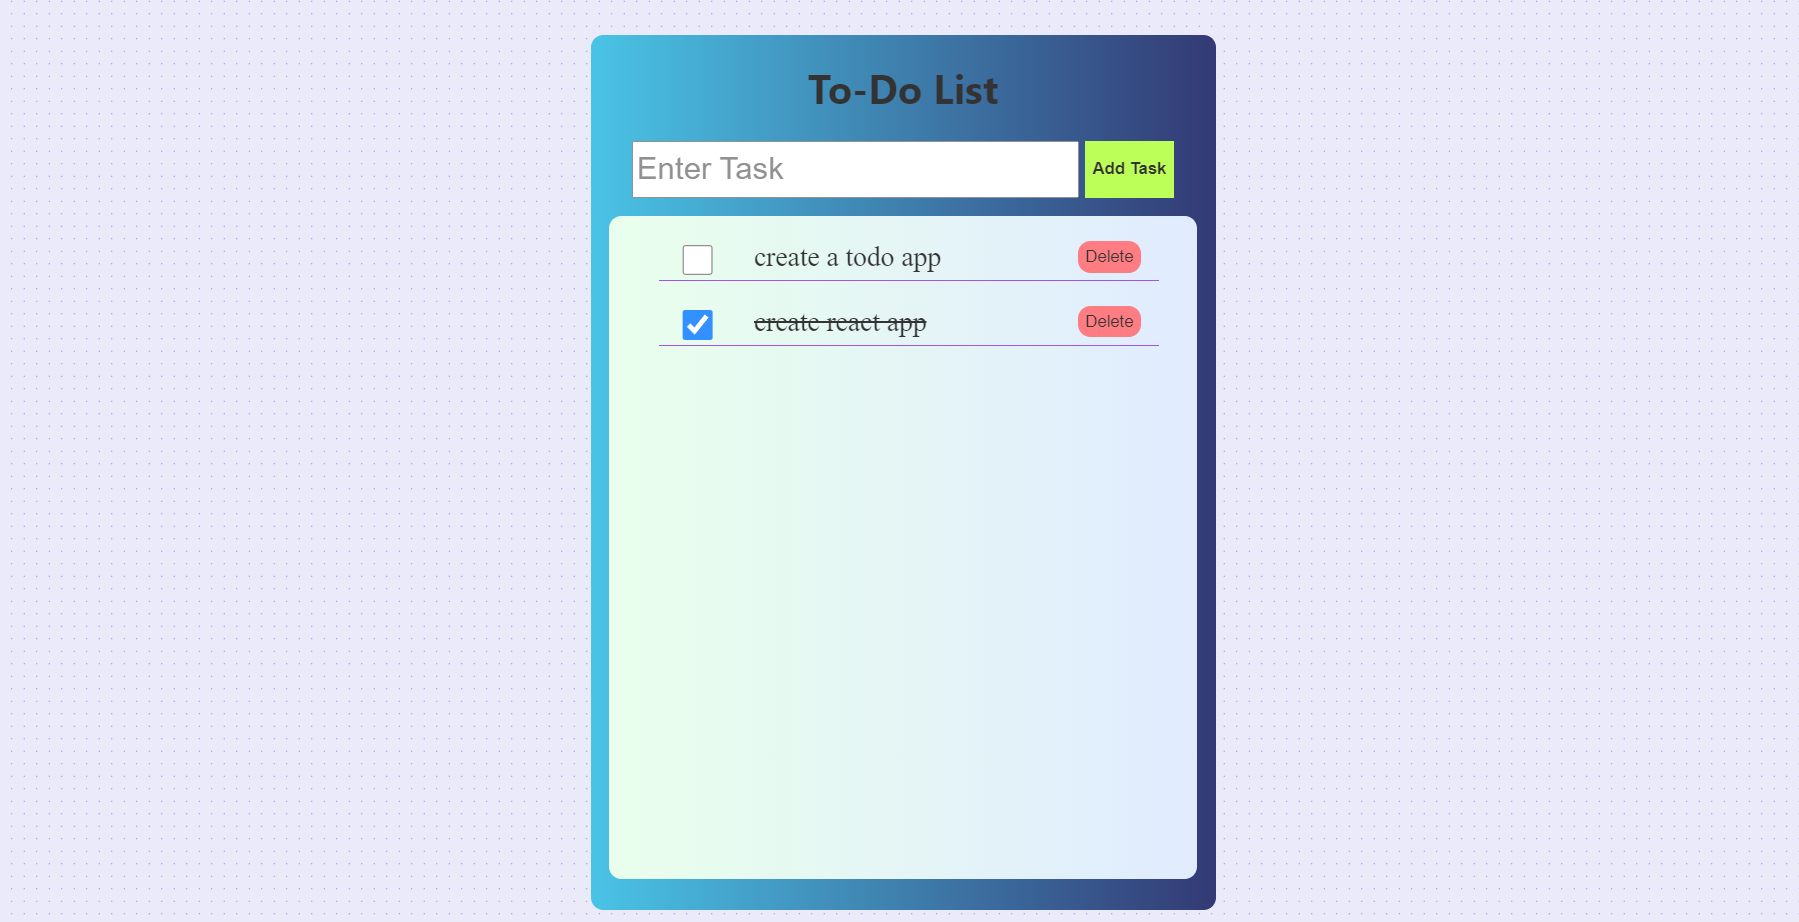 To-Do List
Enter Task Add Task
create a todo app Delete
create react app Delete